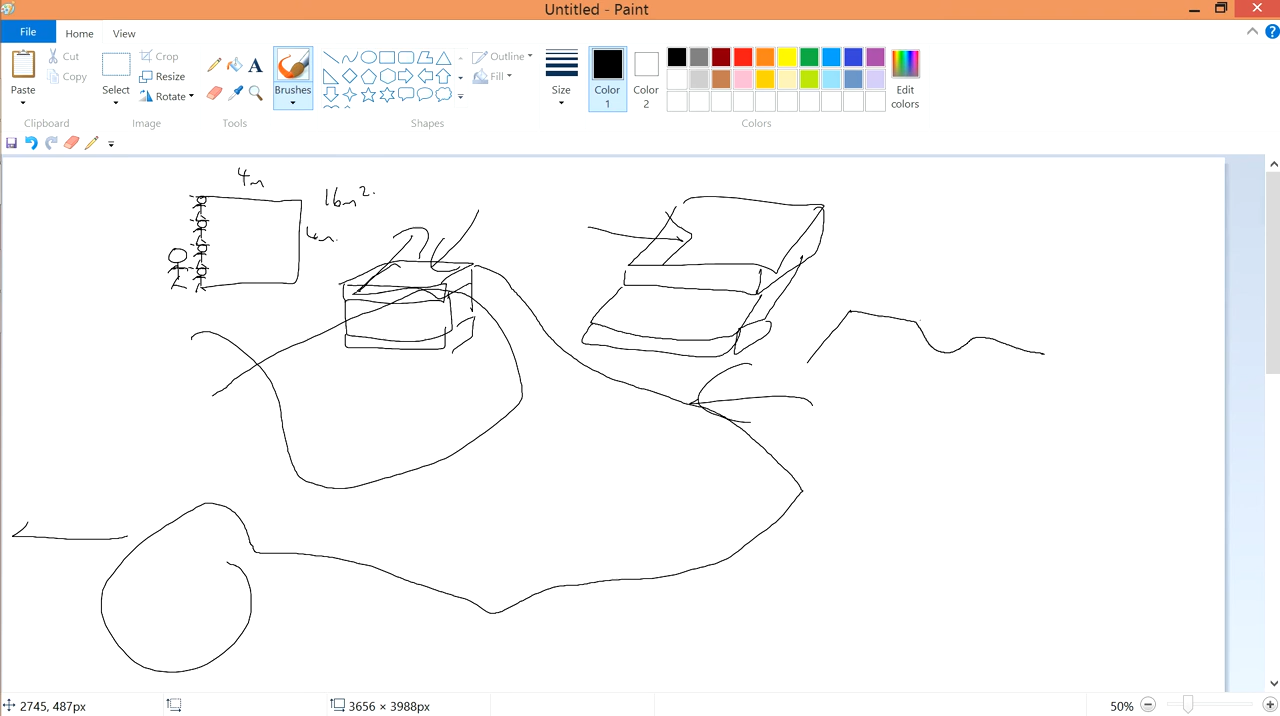 Untitled - Paint
File
Home
View
Paste
Cut
Copy
Clipboard
Select
Crop
Resize
Rotate
Image
Tools
Brushes
Shapes
Outline
Fill
Size
Color 1
Color 2
Edit colors
Colors
4m
16m²
4m
2745, 487px
3656 × 3988px
50%